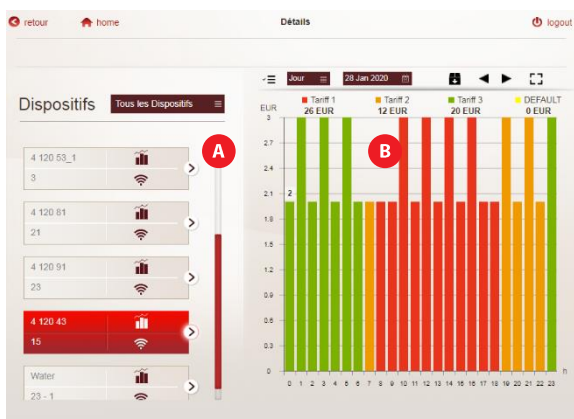 retour home Détails logout
Jour 28 Jan 2020
Dispositifs Tous les Dispositifs
EUR Tariff 1 Tariff 2 Tariff 3 DEFAULT
26 EUR 12 EUR 20 EUR 0 EUR
A
B
4 120 53_1
3
4 120 81
21
4 120 91
23
4 120 43
15
Water
23 - 1
3
2.7
2.4
2.1
1.8
1.5
1.2
0.9
0.6
0.3
0
2
0 1 2 3 4 5 6 7 8 9 10 11 12 13 14 15 16 17 18 19 20 21 22 23 h